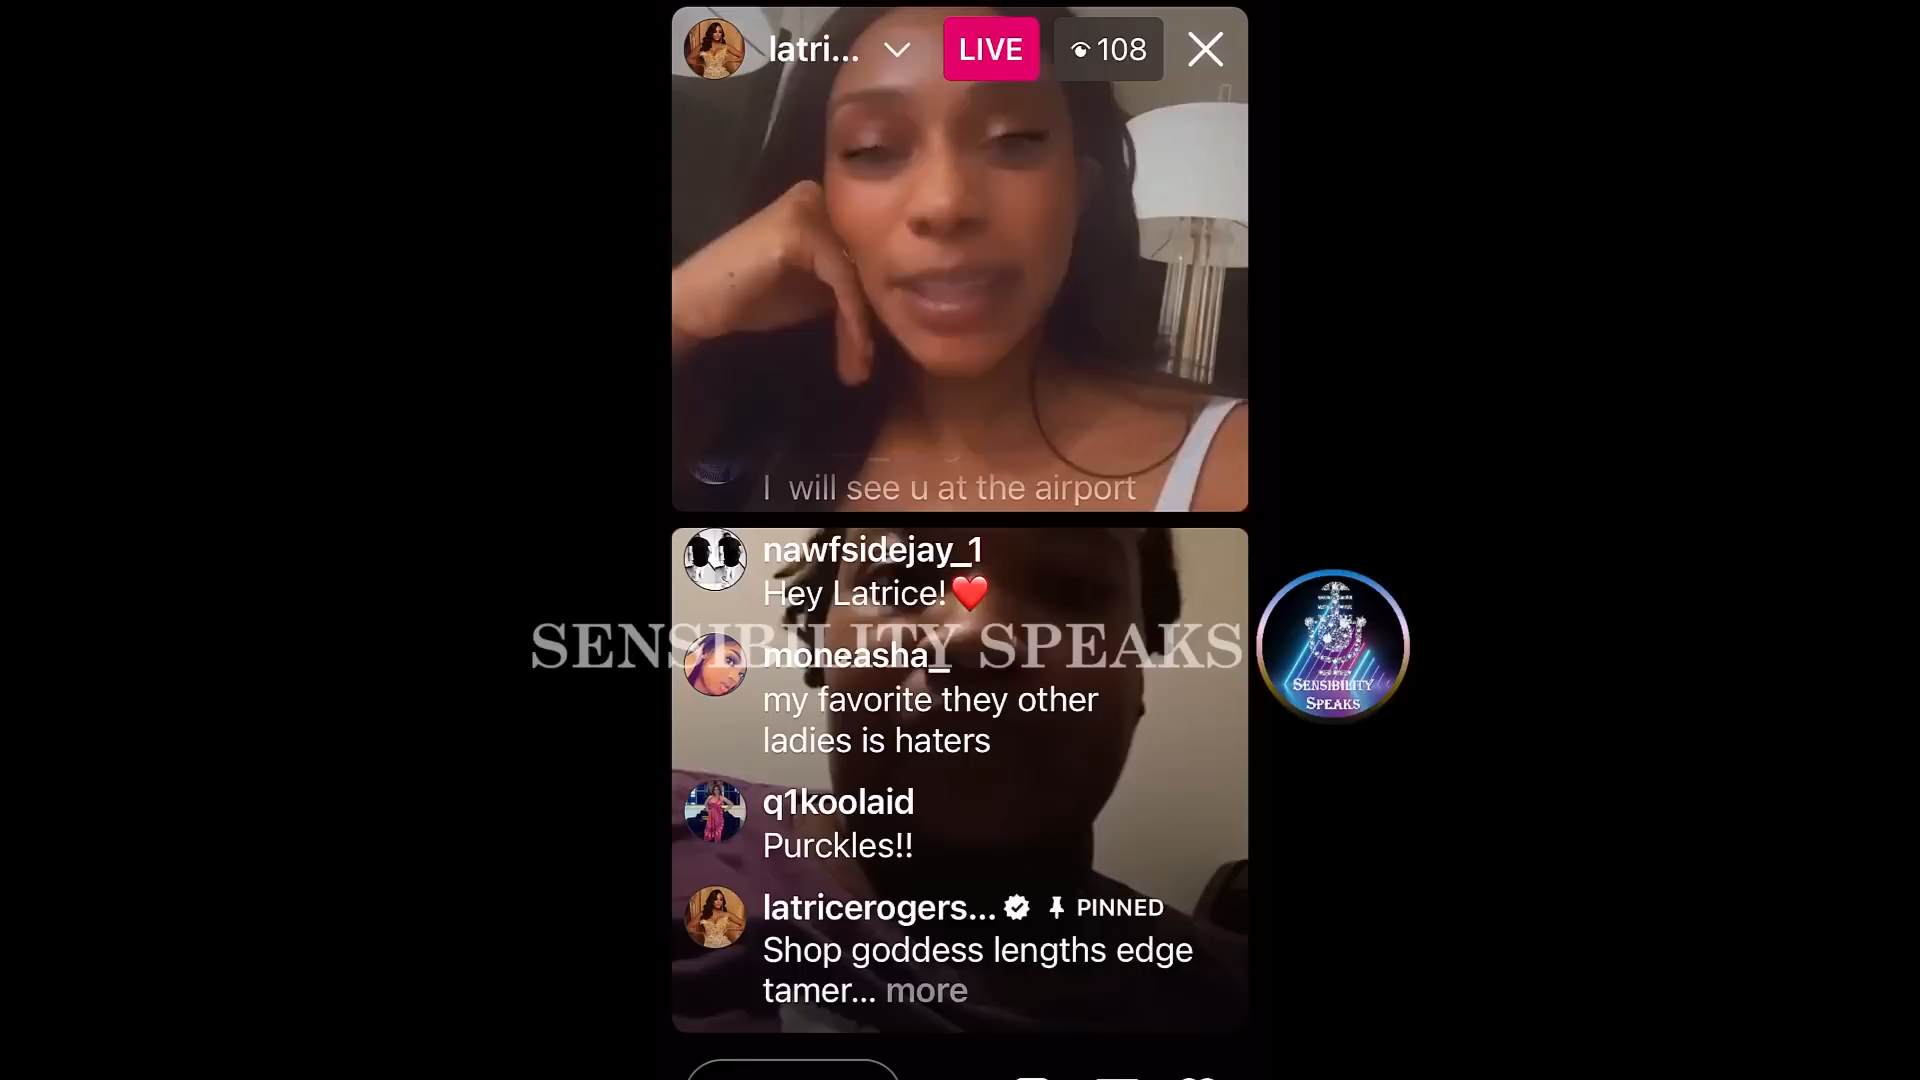 latri...
LIVE
108
I will see u at the airport
nawfsidejay_1
Hey Latrice!❤️
SENSIBILITY SPEAKS
moneasha_
my favorite they other
ladies is haters
SENSIBILITY
SPEAKS
q1koolaid
Purckles!!
latricerogers... PINNED
Shop goddess lengths edge
tamer... more